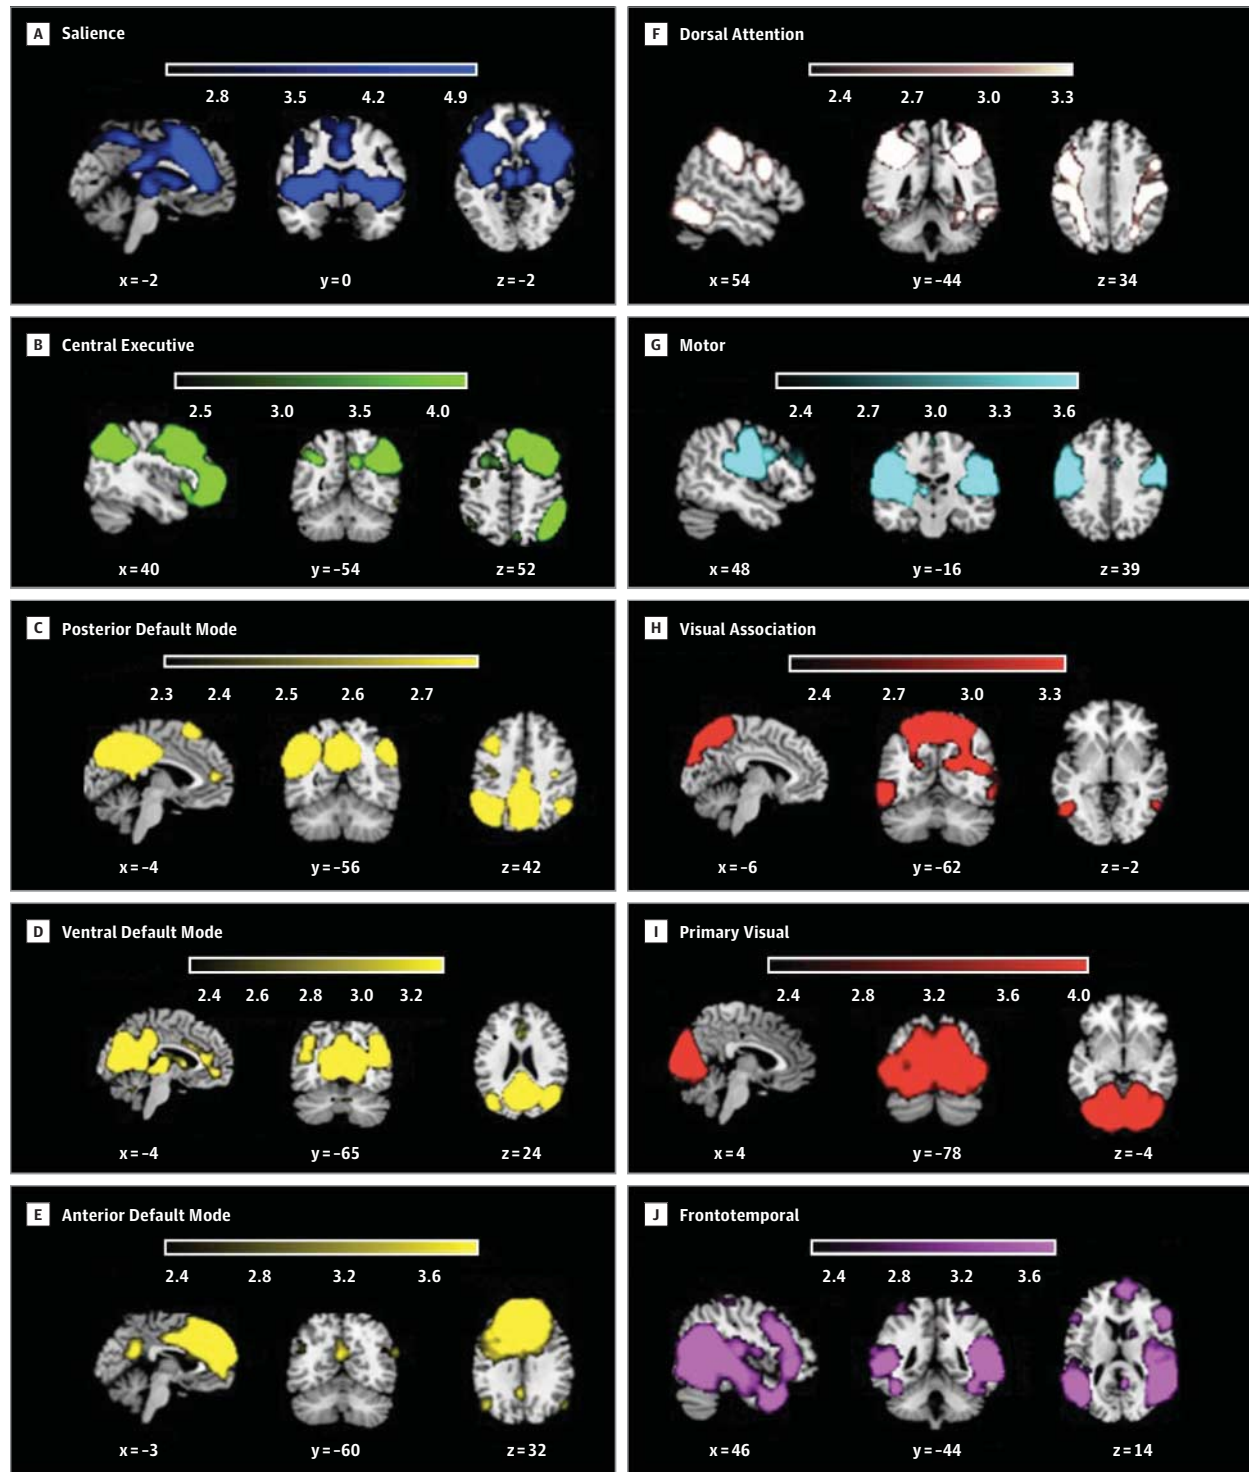 A Salience
2.8 3.5 4.2 4.9
x=–2 y=0 z=–2
B Central Executive
2.5 3.0 3.5 4.0
x=40 y=–54 z=52
C Posterior Default Mode
2.3 2.4 2.5 2.6 2.7
x=–4 y=–56 z=42
D Ventral Default Mode
2.4 2.6 2.8 3.0 3.2
x=–4 y=–65 z=24
E Anterior Default Mode
2.4 2.8 3.2 3.6
x=–3 y=–60 z=32
F Dorsal Attention
2.4 2.7 3.0 3.3
x=54 y=–44 z=34
G Motor
2.4 2.7 3.0 3.3 3.6
x=48 y=–16 z=39
H Visual Association
2.4 2.7 3.0 3.3
x=–6 y=–62 z=–2
I Primary Visual
2.4 2.8 3.2 3.6 4.0
x=4 y=–78 z=–4
J Frontotemporal
2.4 2.8 3.2 3.6
x=46 y=–44 z=14